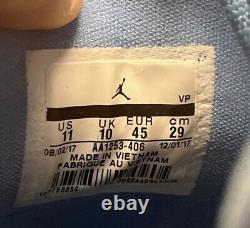 VP
US UK EUR cm
11 10 45 29
08/02/17 AA1253-406 12/01/17
MADE IN VIETNAM
FABRIQUE AU VIETNAM